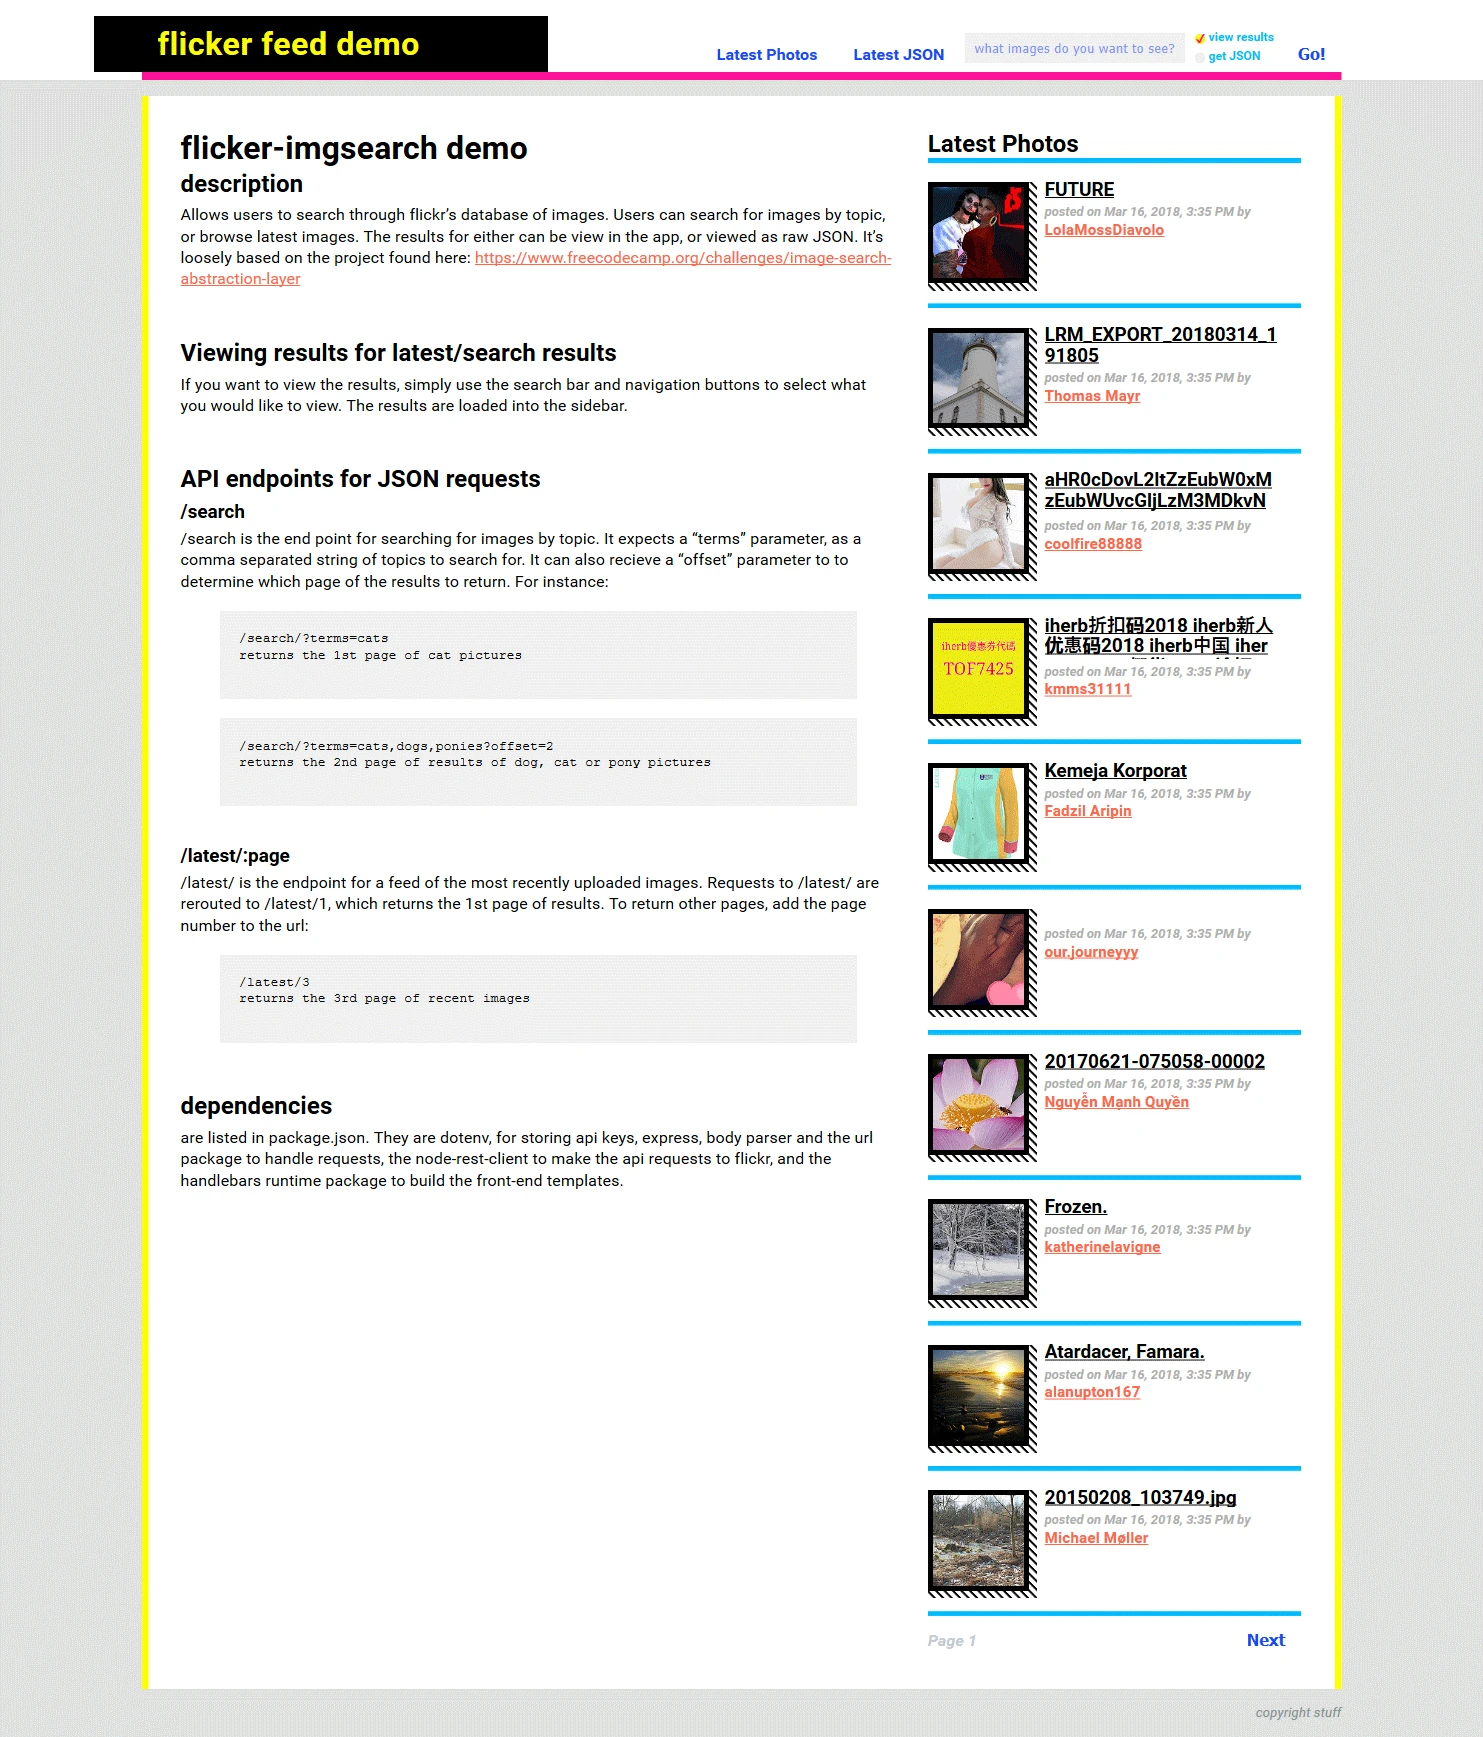 flicker feed demo
Latest Photos
Latest JSON
what images do you want to see?
view results
get JSON
Go!
flicker-imgsearch demo
description
Allows users to search through flickr’s database of images. Users can search for images by topic,
or browse latest images. The results for either can be view in the app, or viewed as raw JSON. It’s
loosely based on the project found here: https://www.freecodecamp.org/challenges/image-search-
abstraction-layer
Viewing results for latest/search results
If you want to view the results, simply use the search bar and navigation buttons to select what
you would like to view. The results are loaded into the sidebar.
API endpoints for JSON requests
/search
/search is the end point for searching for images by topic. It expects a “terms” parameter, as a
comma separated string of topics to search for. It can also recieve a “offset” parameter to to
determine which page of the results to return. For instance:
/search/?terms=cats
returns the 1st page of cat pictures
/search/?terms=cats,dogs,ponies?offset=2
returns the 2nd page of results of dog, cat or pony pictures
/latest/:page
/latest/ is the endpoint for a feed of the most recently uploaded images. Requests to /latest/ are
rerouted to /latest/1, which returns the 1st page of results. To return other pages, add the page
number to the url:
/latest/3
returns the 3rd page of recent images
dependencies
are listed in package.json. They are dotenv, for storing api keys, express, body parser and the url
package to handle requests, the node-rest-client to make the api requests to flickr, and the
handlebars runtime package to build the front-end templates.
Latest Photos
FUTURE
posted on Mar 16, 2018, 3:35 PM by
LolaMossDiavolo
LRM_EXPORT_20180314_1
91805
posted on Mar 16, 2018, 3:35 PM by
Thomas Mayr
aHR0cDovL2ltZzEubW0xM
zEubWUvcGljLzM3MDkvN
posted on Mar 16, 2018, 3:35 PM by
coolfire88888
iherb優惠券代碼
TOF7425
iherb折扣码2018 iherb新人
优惠码2018 iherb中国 iher
posted on Mar 16, 2018, 3:35 PM by
kmms31111
Kemeja Korporat
posted on Mar 16, 2018, 3:35 PM by
Fadzil Aripin
posted on Mar 16, 2018, 3:35 PM by
our.journeyyy
20170621-075058-00002
posted on Mar 16, 2018, 3:35 PM by
Nguyễn Mạnh Quyền
Frozen.
posted on Mar 16, 2018, 3:35 PM by
katherinelavigne
Atardacer, Famara.
posted on Mar 16, 2018, 3:35 PM by
alanupton167
20150208_103749.jpg
posted on Mar 16, 2018, 3:35 PM by
Michael Møller
Page 1
Next
copyright stuff